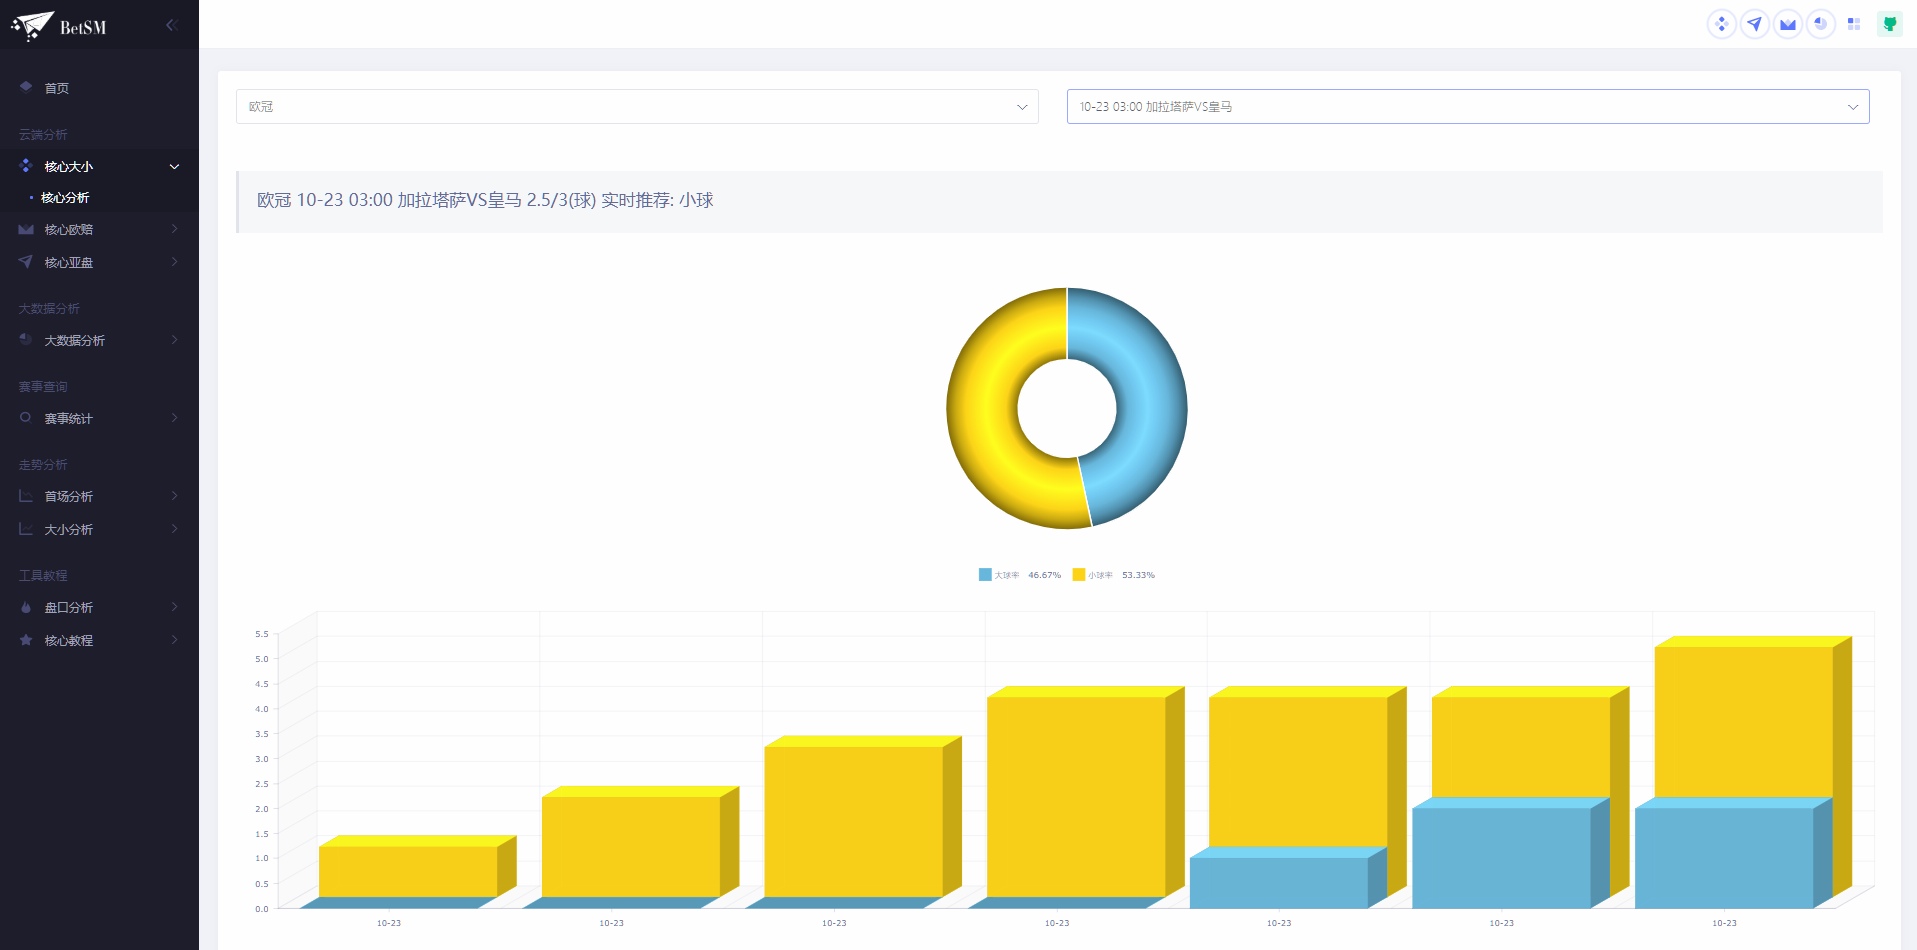 BetSM
首页
云端分析
核心大小
核心分析
核心欧赔
核心亚盘
大数据分析
大数据分析
赛事查询
赛事统计
走势分析
首场分析
大小分析
工具教程
盘口分析
核心教程
欧冠
10-23 03:00 加拉塔萨VS皇马
欧冠 10-23 03:00 加拉塔萨VS皇马 2.5/3(球) 实时推荐: 小球
大球率 46.67% 小球率 53.33%
5.5
5.0
4.5
4.0
3.5
3.0
2.5
2.0
1.5
1.0
0.5
0.0
10-23 10-23 10-23 10-23 10-23 10-23 10-23